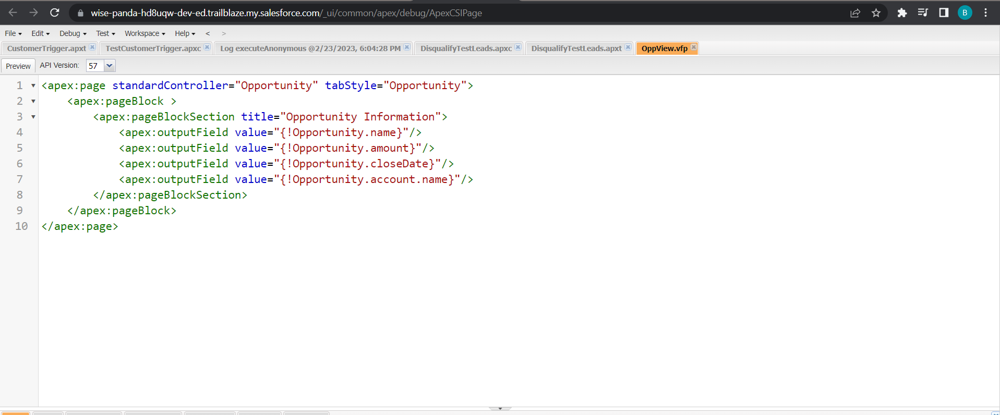 wise-panda-hd8uqw-dev-ed.trailblaze.my.salesforce.com/_ui/common/apex/debug/ApexCSIPage
B
File Edit Debug Test Workspace Help < >
CustomerTrigger.apxt TestCustomerTrigger.apxc Log executeAnonymous @2/23/2023, 6:04:28 PM DisqualifyTestLeads.apxc DisqualifyTestLeads.apxt OppView.vfp
Preview API Version: 57
1 <apex:page standardController="Opportunity" tabStyle="Opportunity">
2 <apex:pageBlock >
3 <apex:pageBlockSection title="Opportunity Information">
4 <apex:outputField value="{!Opportunity.name}"/>
5 <apex:outputField value="{!Opportunity.amount}"/>
6 <apex:outputField value="{!Opportunity.closeDate}"/>
7 <apex:outputField value="{!Opportunity.account.name}"/>
8 </apex:pageBlockSection>
9 </apex:pageBlock>
10 </apex:page>